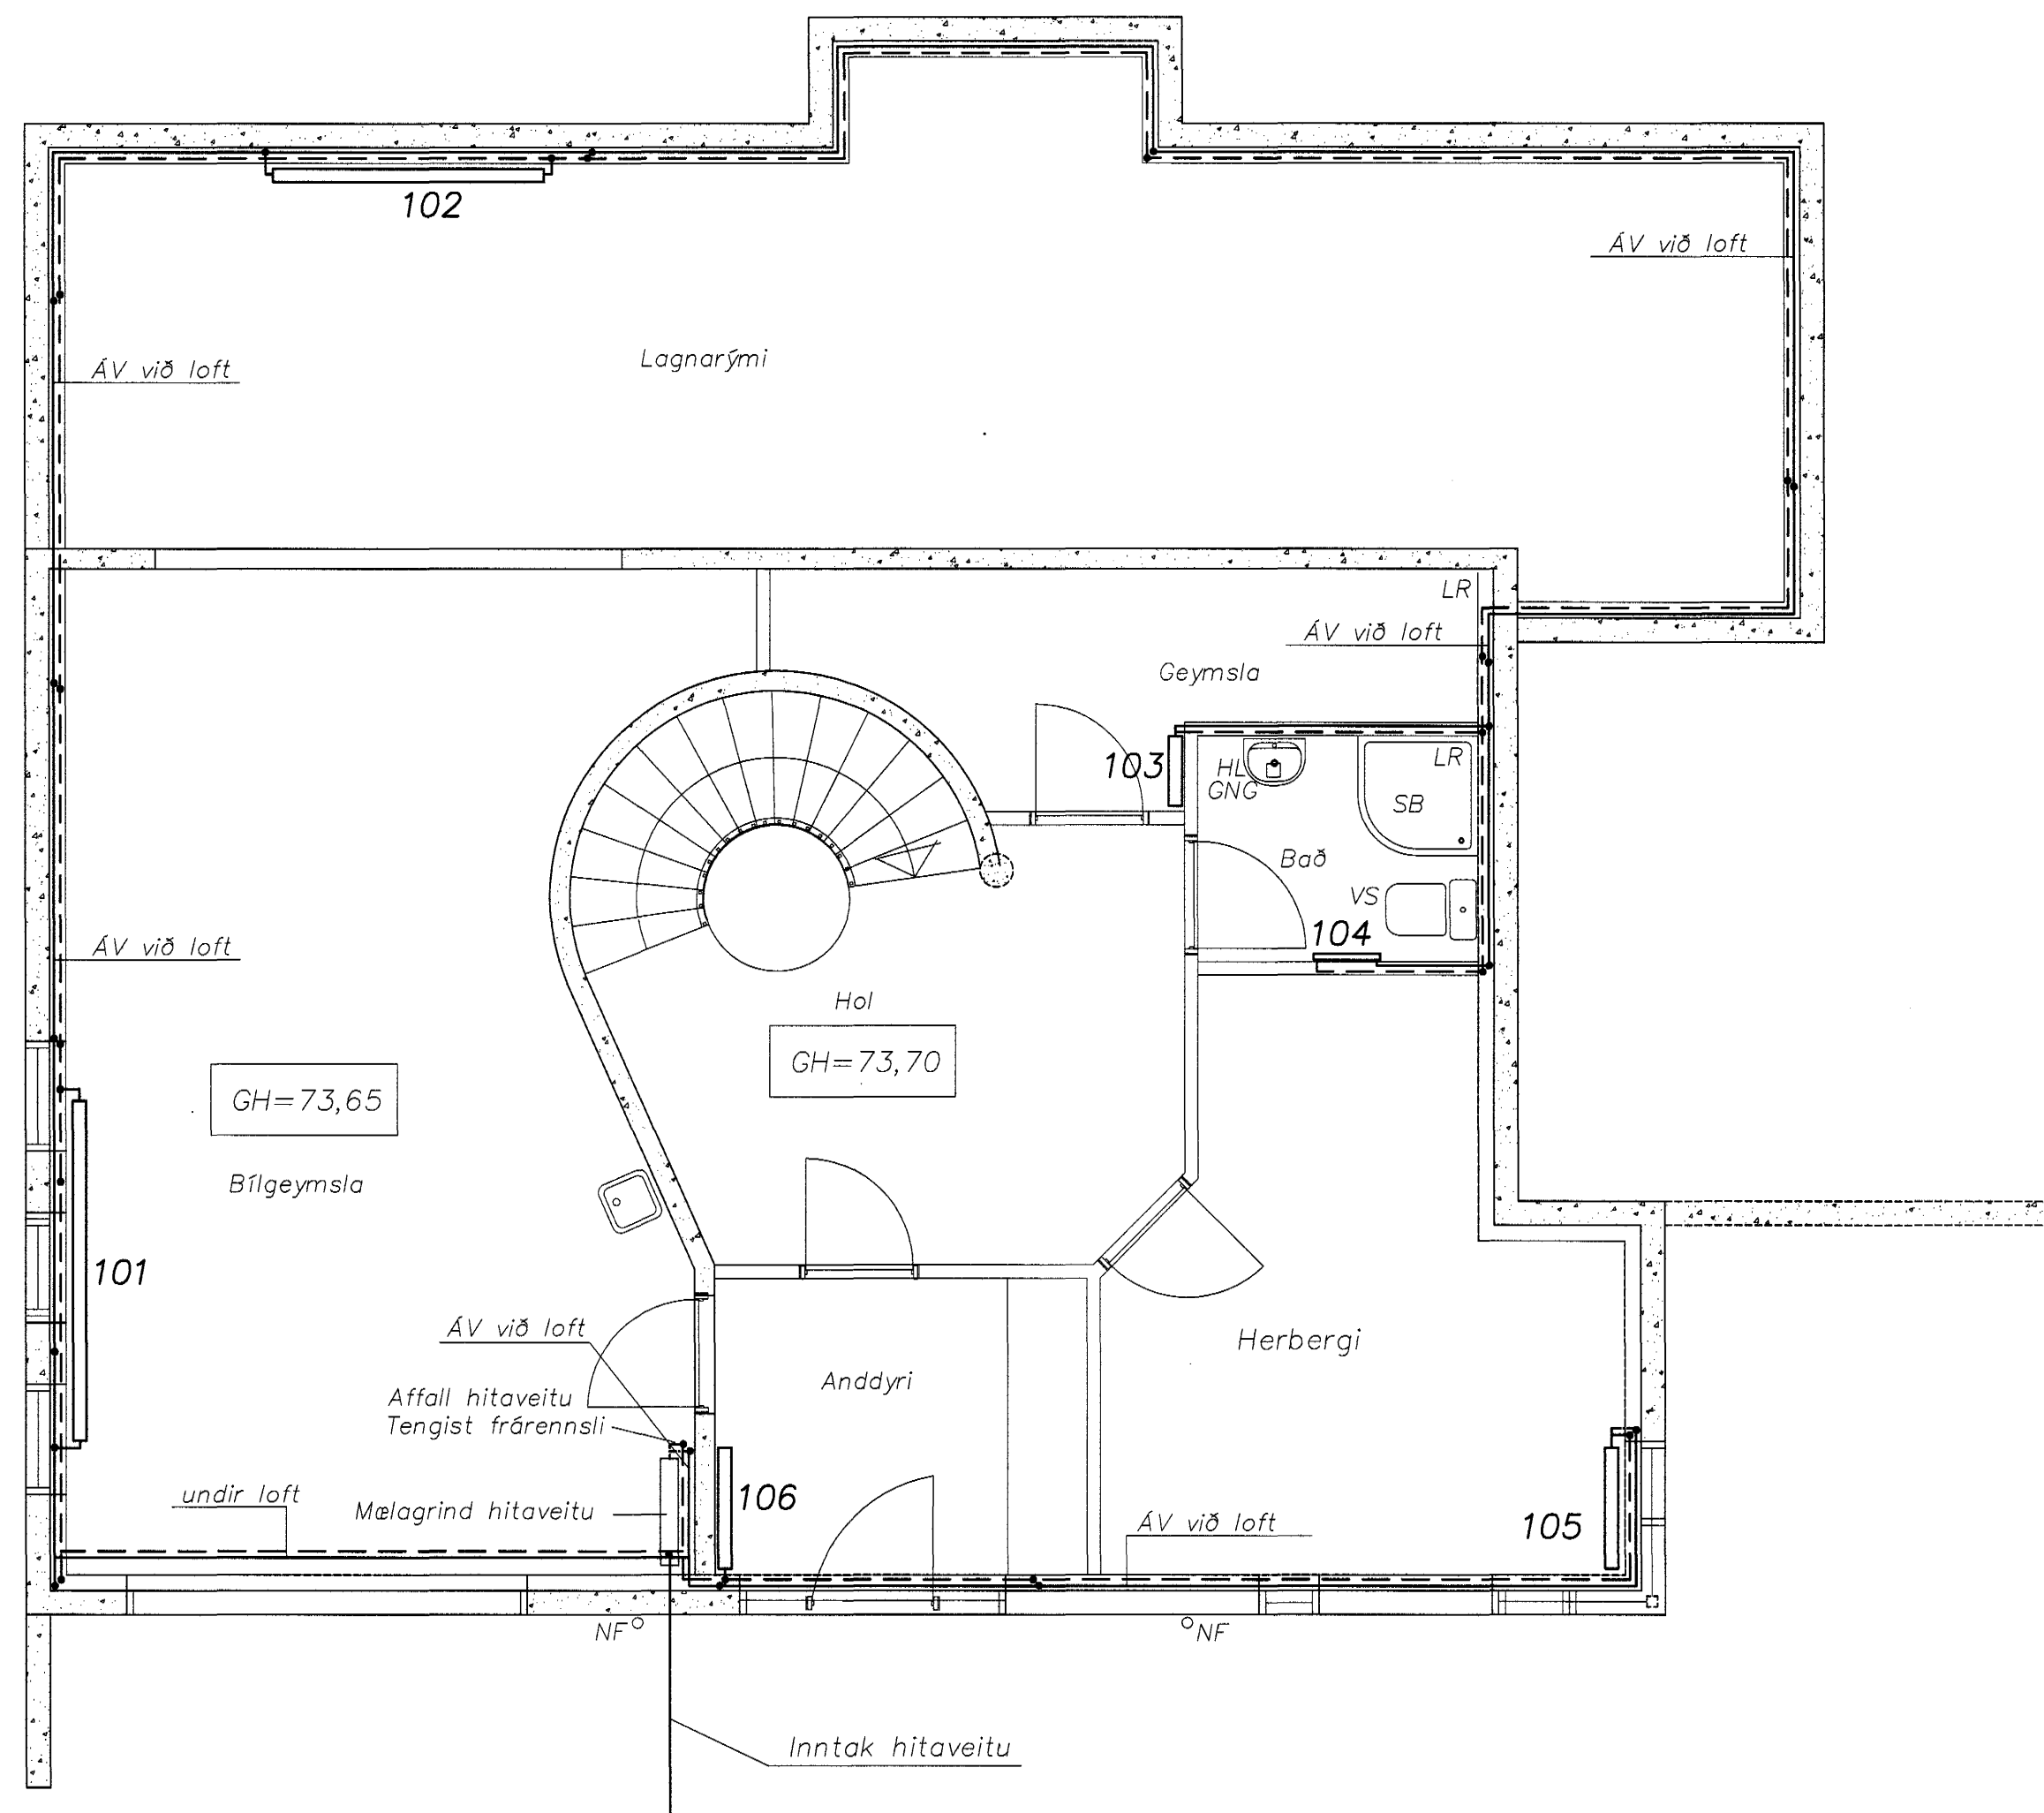 102
ÁV við loft
Lagnarými
ÁV við loft
LR
ÁV við loft
Geymsla
103
HL
GNG
LR
SB
Bað
VS
104
ÁV við loft
Hol
GH=73,70
GH=73,65
Bílgeymsla
101
ÁV við loft
Herbergi
Anddyri
Affall hitaveitu
Tengist frárennsli
undir loft
Mælagrind hitaveitu
106
ÁV við loft
105
NF
NF
Inntak hitaveitu